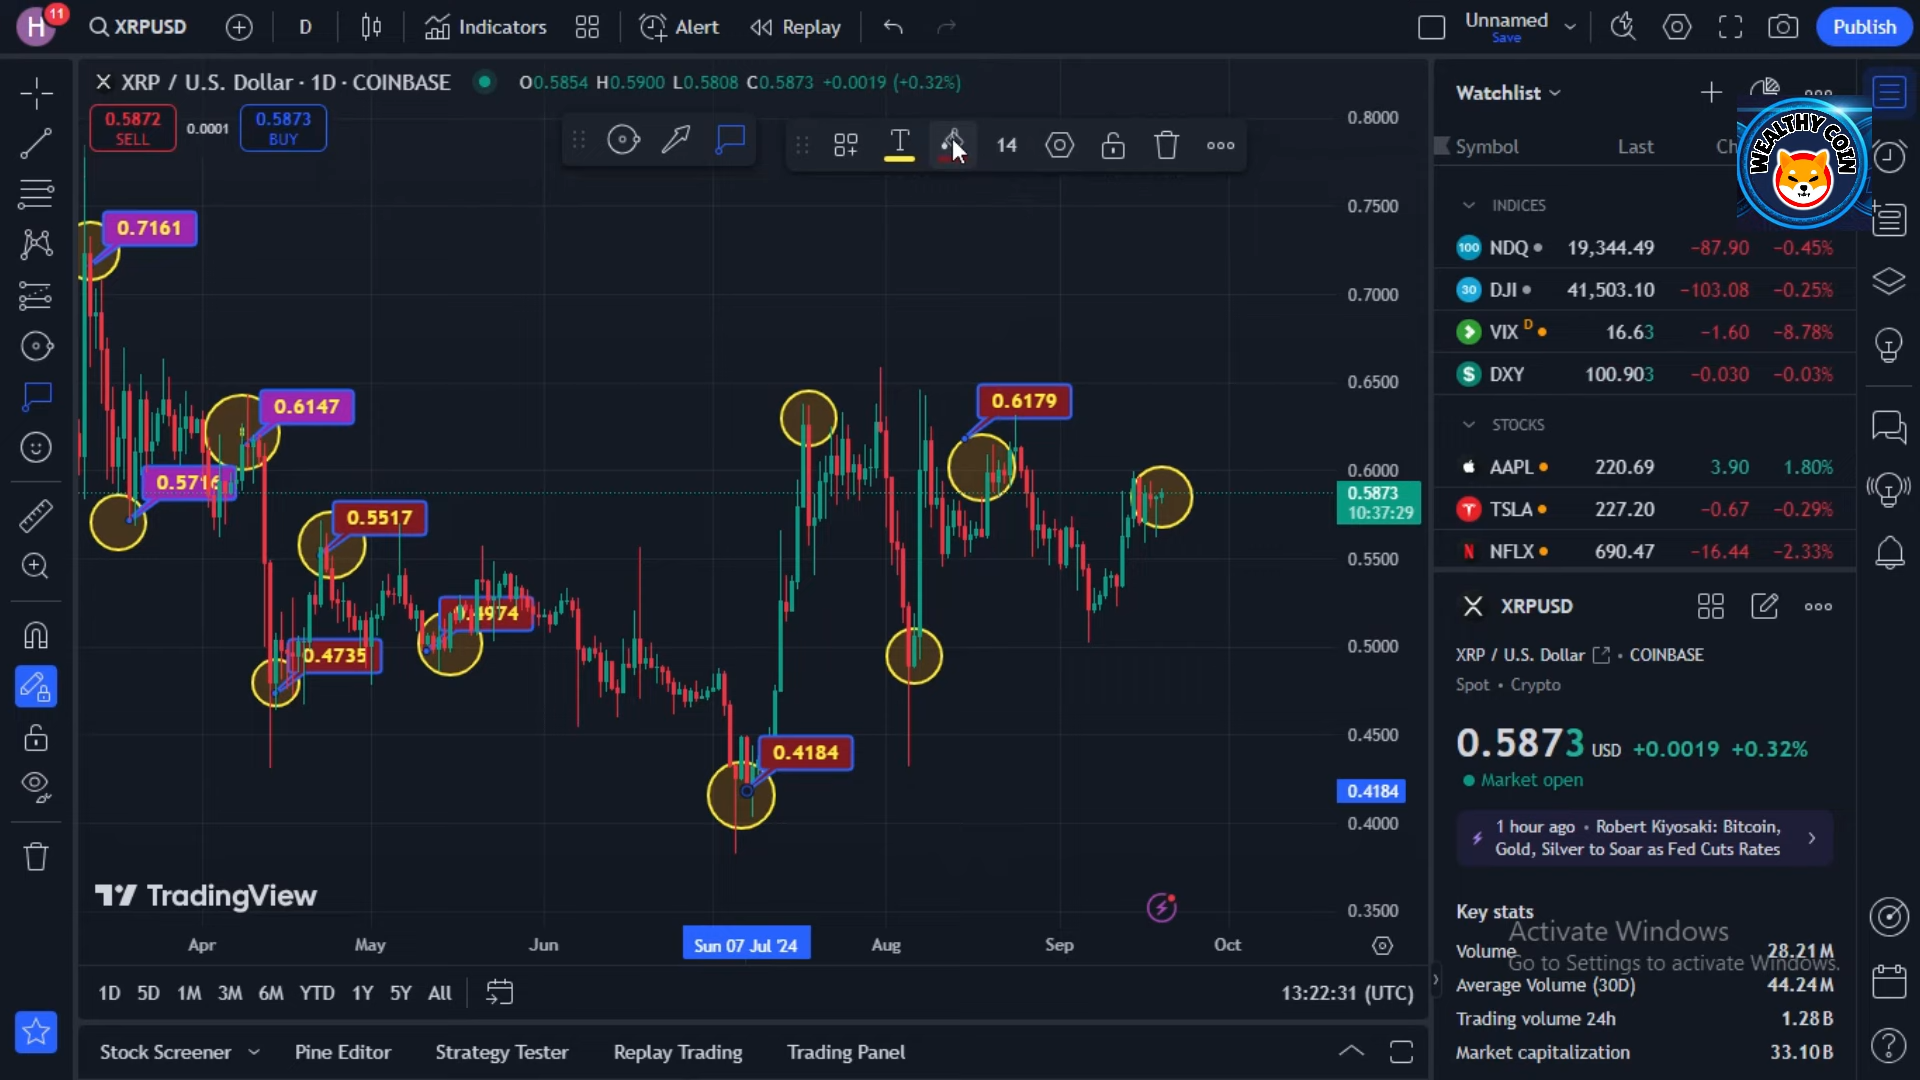 H
11
XRPUSD
D
Indicators
Alert
Replay
Unnamed
Save
Publish
XRP / U.S. Dollar · 1D · COINBASE
O0.5854 H0.5900 L0.5808 C0.5873 +0.0019 (+0.32%)
0.5872
SELL
0.0001
0.5873
BUY
T
14
0.7161
0.6147
0.5716
0.5517
0.4974
0.4735
0.4184
0.6179
0.8000
0.7500
0.7000
0.6500
0.6000
0.5873
10:37:29
0.5500
0.5000
0.4500
0.4184
0.4000
0.3500
TradingView
Apr
May
Jun
Sun 07 Jul '24
Aug
Sep
Oct
1D 5D 1M 3M 6M YTD 1Y 5Y All
13:22:31 (UTC)
Stock Screener
Pine Editor
Strategy Tester
Replay Trading
Trading Panel
Watchlist
WEALTHY COIN
Symbol Last
INDICES
100 NDQ 19,344.49 −87.90 −0.45%
30 DJI 41,503.10 −103.08 −0.25%
VIX D 16.63 −1.60 −8.78%
$ DXY 100.903 −0.030 −0.03%
STOCKS
AAPL 220.69 3.90 1.80%
TSLA 227.20 −0.67 −0.29%
N NFLX 690.47 −16.44 −2.33%
XRPUSD
XRP / U.S. Dollar · COINBASE
Spot · Crypto
0.5873 USD +0.0019 +0.32%
Market open
1 hour ago · Robert Kiyosaki: Bitcoin,
Gold, Silver to Soar as Fed Cuts Rates
Key stats
Activate Windows
Go to Settings to activate Windows.
Volume 28.21M
Average Volume (30D) 44.24M
Trading volume 24h 1.28B
Market capitalization 33.10B